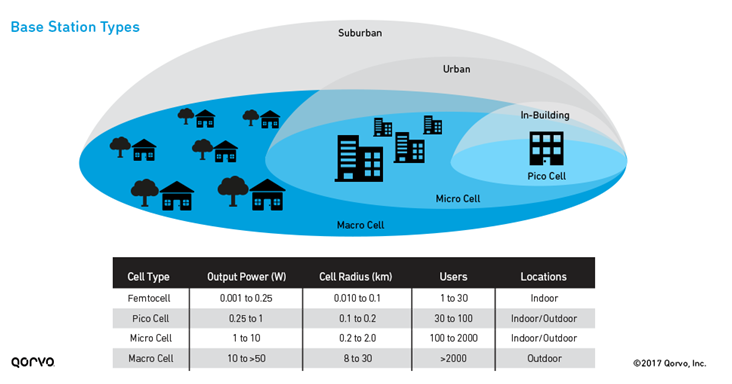 Base Station Types
Suburban
Urban
In-Building
Pico Cell
Micro Cell
Macro Cell
Cell Type Output Power (W) Cell Radius (km) Users Locations
Femtocell 0.001 to 0.25 0.010 to 0.1 1 to 30 Indoor
Pico Cell 0.25 to 1 0.1 to 0.2 30 to 100 Indoor/Outdoor
Micro Cell 1 to 10 0.2 to 2.0 100 to 2000 Indoor/Outdoor
Macro Cell 10 to >50 8 to 30 >2000 Outdoor
QORVO
©2017 Qorvo, Inc.